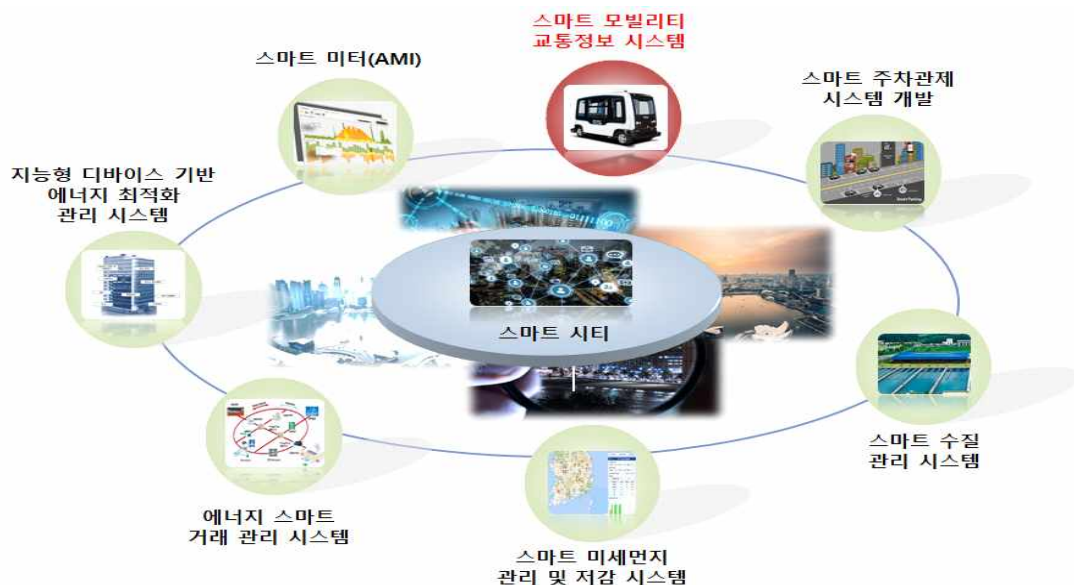 스마트 모빌리티
교통정보 시스템
스마트 미터(AMI)
스마트 주차관제
시스템 개발
지능형 디바이스 기반
에너지 최적화
관리 시스템
스마트 시티
스마트 수질
관리 시스템
에너지 스마트
거래 관리 시스템
스마트 미세먼지
관리 및 저감 시스템